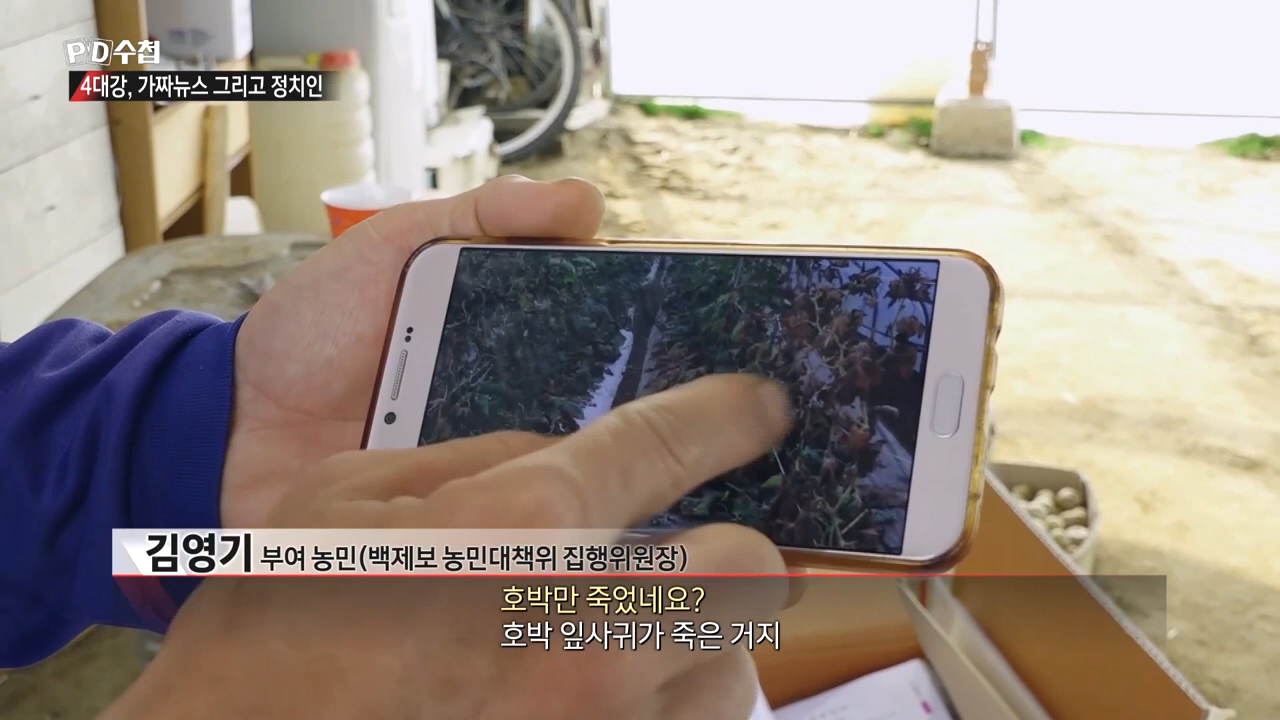 PD수첩
4대강, 가짜뉴스 그리고 정치인
김영기 부여 농민(백제보 농민대책위 집행위원장)
호박만 죽었네요?
호박 잎사귀가 죽은 거지